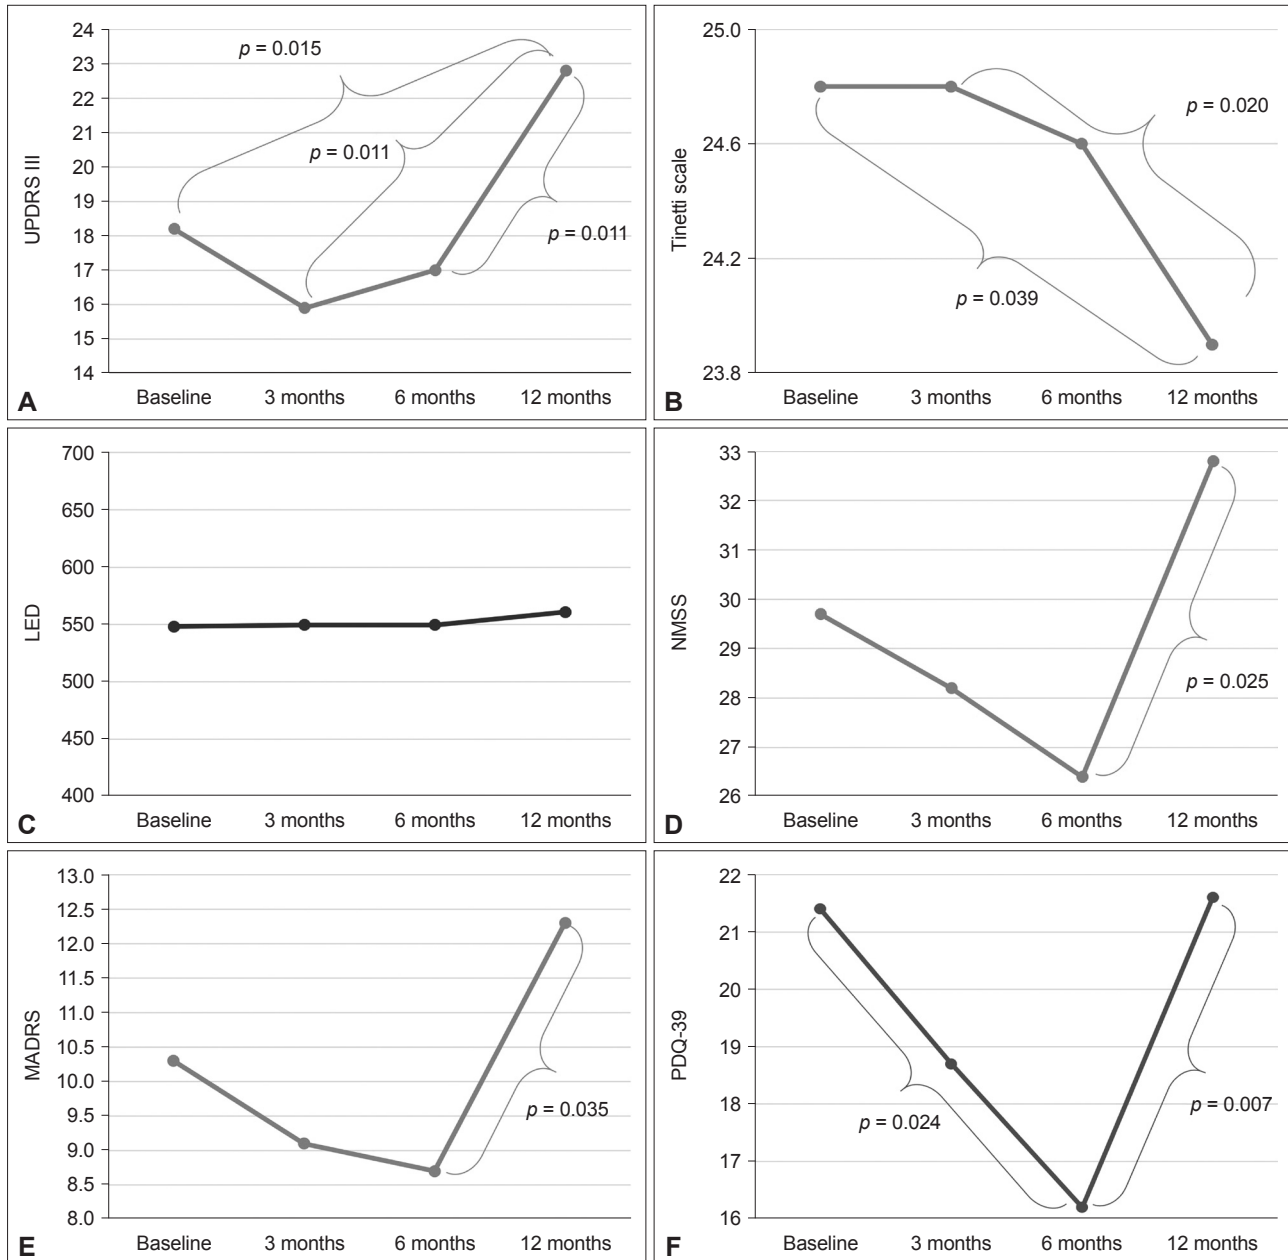 24
23
22
21
20
19
18
17
16
15
14
UPDRS III
p = 0.015
p = 0.011
p = 0.011
Baseline 3 months 6 months 12 months
A
25.0
24.6
24.2
23.8
Tinetti scale
p = 0.020
p = 0.039
Baseline 3 months 6 months 12 months
B
700
650
600
550
500
450
400
LED
Baseline 3 months 6 months 12 months
C
33
32
31
30
29
28
27
26
NMSS
p = 0.025
Baseline 3 months 6 months 12 months
D
13.0
12.5
12.0
11.5
11.0
10.5
10.0
9.5
9.0
8.5
8.0
MADRS
p = 0.035
Baseline 3 months 6 months 12 months
E
22
21
20
19
18
16
16
PDQ-39
p = 0.024
p = 0.007
Baseline 3 months 6 months 12 months
F